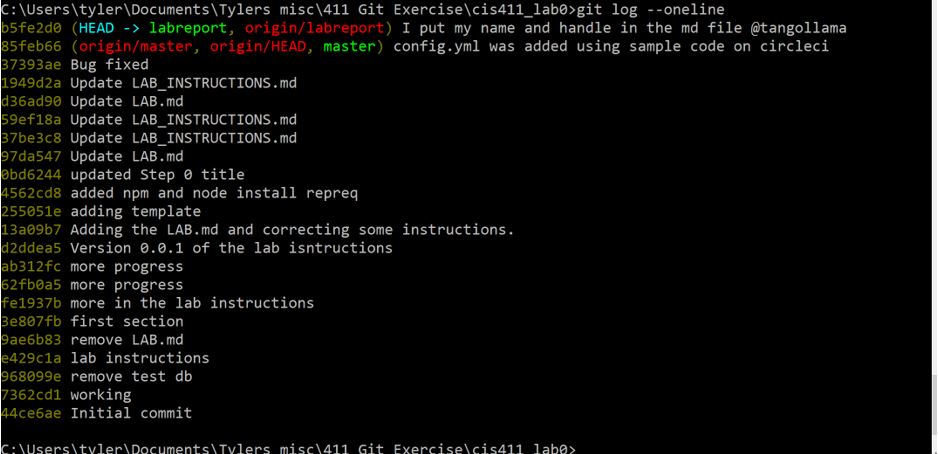 C:\Users\tyler\Documents\Tylers misc\411 Git Exercise\cis411_lab0>git log --oneline
b5fe2d0 (HEAD -> labreport, origin/labreport) I put my name and handle in the md file @tangollama
85feb66 (origin/master, origin/HEAD, master) config.yml was added using sample code on circleci
37393ae Bug fixed
1949d2a Update LAB_INSTRUCTIONS.md
d36ad90 Update LAB.md
59ef18a Update LAB_INSTRUCTIONS.md
37be3c8 Update LAB_INSTRUCTIONS.md
97da547 Update LAB.md
0bd6244 updated Step 0 title
4562cd8 added npm and node install repreq
255051e adding template
13a09b7 Adding the LAB.md and correcting some instructions.
d2ddea5 Version 0.0.1 of the lab isntructions
ab312fc more progress
62fb0a5 more progress
fe1937b more in the lab instructions
3e807fb first section
9ae6b83 remove LAB.md
e429c1a lab instructions
968099e remove test db
7362cd1 working
44ce6ae Initial commit
C:\Users\tyler\Documents\Tylers misc\411 Git Exercise\cis411_lab0>